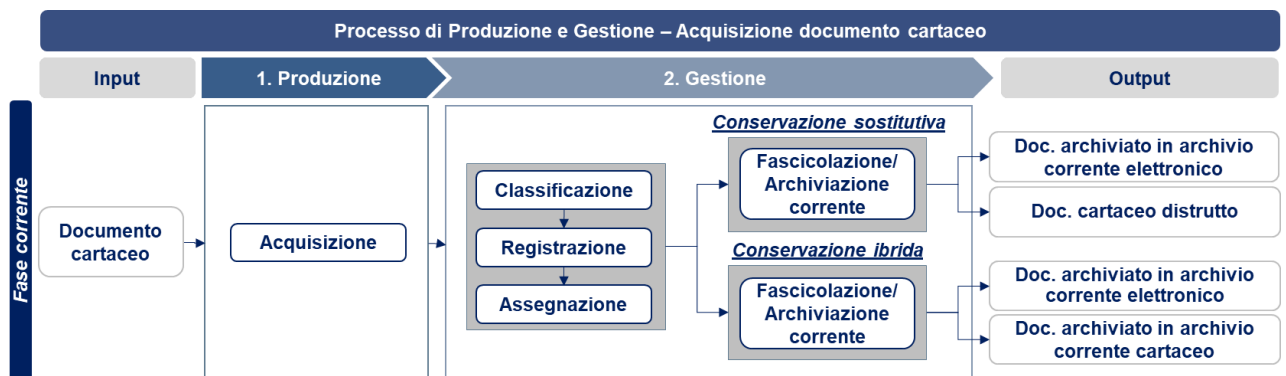 Processo di Produzione e Gestione – Acquisizione documento cartaceo
Input
1. Produzione
2. Gestione
Output
Fase corrente
Documento
cartaceo
Acquisizione
Classificazione
Registrazione
Assegnazione
Conservazione sostitutiva
Fascicolazione/
Archiviazione
corrente
Conservazione ibrida
Fascicolazione/
Archiviazione
corrente
Doc. archiviato in archivio
corrente elettronico
Doc. cartaceo distrutto
Doc. archiviato in archivio
corrente elettronico
Doc. archiviato in archivio
corrente cartaceo